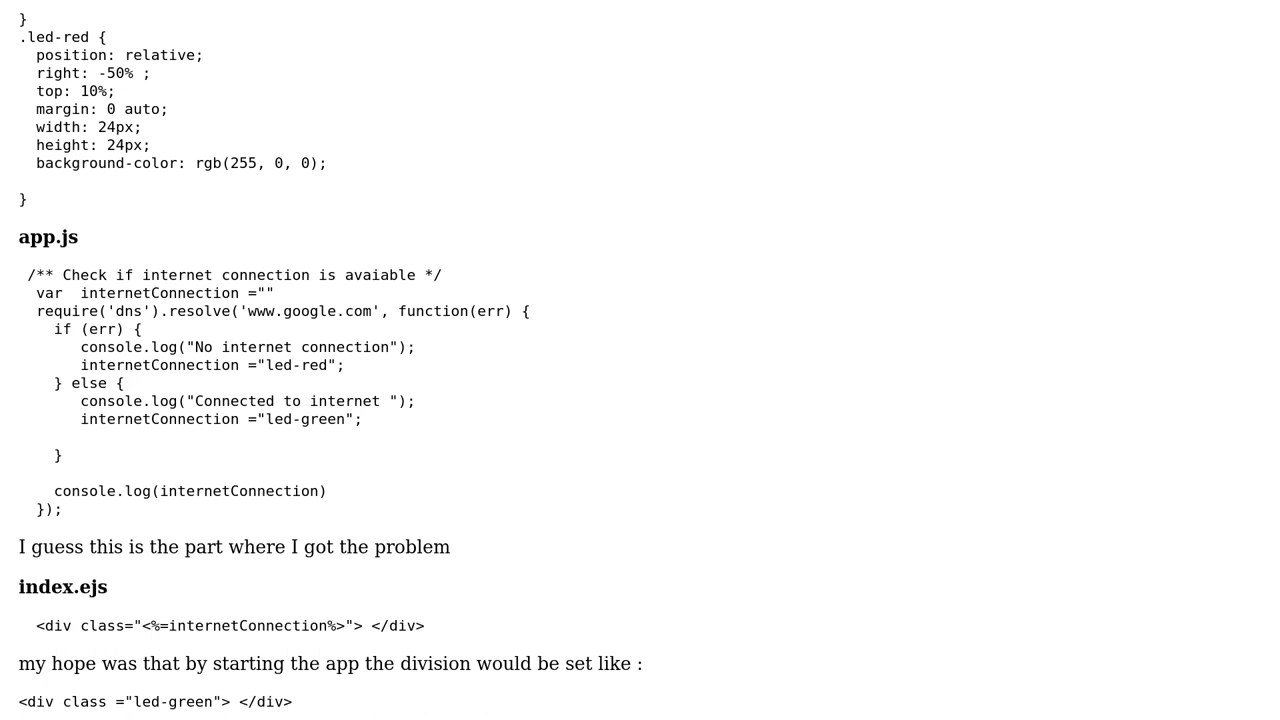 }
.led-red {
  position: relative;
  right: -50% ;
  top: 10%;
  margin: 0 auto;
  width: 24px;
  height: 24px;
  background-color: rgb(255, 0, 0);

}
app.js
 /** Check if internet connection is avaiable */
  var  internetConnection =""
  require('dns').resolve('www.google.com', function(err) {
    if (err) {
       console.log("No internet connection");
       internetConnection ="led-red";
    } else {
       console.log("Connected to internet ");
       internetConnection ="led-green";

    }

    console.log(internetConnection)
  });
I guess this is the part where I got the problem
index.ejs
  <div class="<%=internetConnection%>"> </div>
my hope was that by starting the app the division would be set like :
<div class ="led-green"> </div>